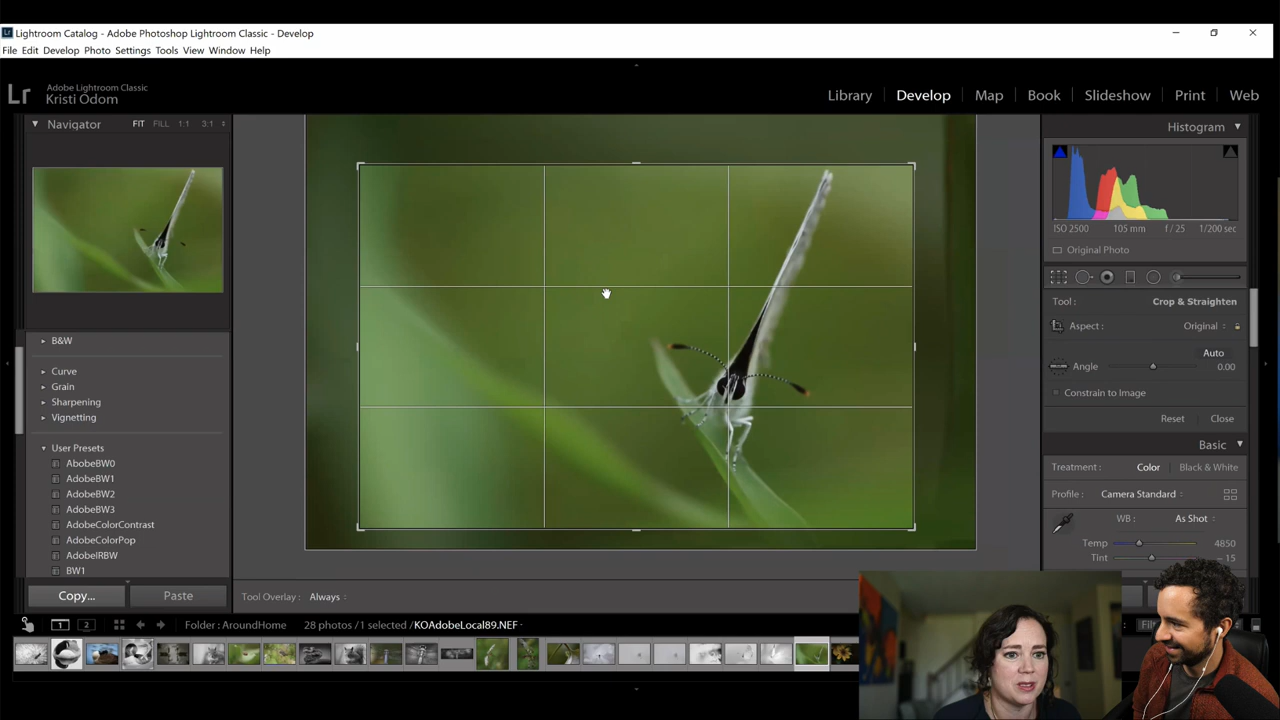 Lr Lightroom Catalog - Adobe Photoshop Lightroom Classic - Develop
File Edit Develop Photo Settings Tools View Window Help
Lr Adobe Lightroom Classic
Kristi Odom
Library Develop Map Book Slideshow Print Web
Navigator FIT FILL 1:1 3:1
Histogram
ISO 2500 105 mm f / 25 1/200 sec
Original Photo
Tool : Crop & Straighten
Aspect : Original
Auto
Angle 0.00
Constrain to Image
Reset Close
Basic
Treatment : Color Black & White
Profile : Camera Standard
WB : As Shot
Temp 4850
Tint - 15
B&W
Curve
Grain
Sharpening
Vignetting
User Presets
AbobeBW0
AdobeBW1
AdobeBW2
AdobeBW3
AdobeColorContrast
AdobeColorPop
AdobeIRBW
BW1
Copy... Paste
Tool Overlay : Always
1 2 Folder : AroundHome 28 photos /1 selected /KOAdobeLocal89.NEF